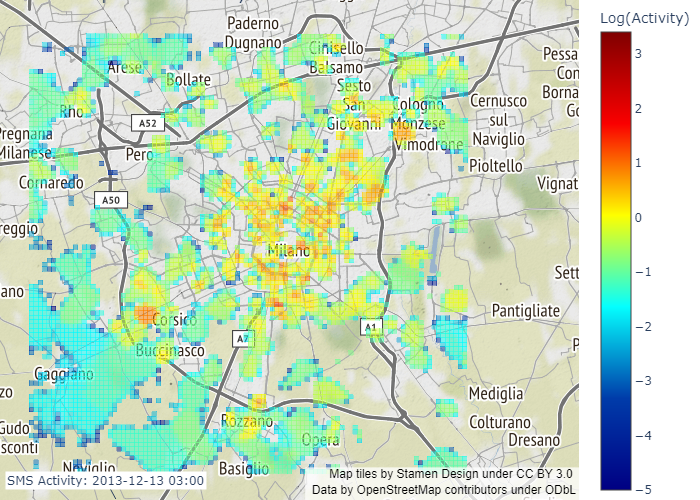 Log(Activity)
Paderno
Dugnano
Cinisello
Balsamo
Arese
Bollate
Sesto
San
Giovanni
Cologno
Monzese
Vimodrone
Cernusco
sul
Naviglio
Pessa
Con
Borna
Go
Rho
A52
Pregnana
Milanese
Pero
Pioltello
Cornaredo
A50
Vignat
reggio
Milano
Sett
ano
Corsico
Pantigliate
A7
A1
P
Buccinasco
Gaggiano
zo
Mediglia
Rozzano
Colturano
Gudo
sconti
Opera
Dresano
Noviglio
Basiglio
3
2
1
0
−1
−2
−3
−4
−5
SMS Activity: 2013-12-13 03:00
Map tiles by Stamen Design under CC BY 3.0
Data by OpenStreetMap contributors under ODbL